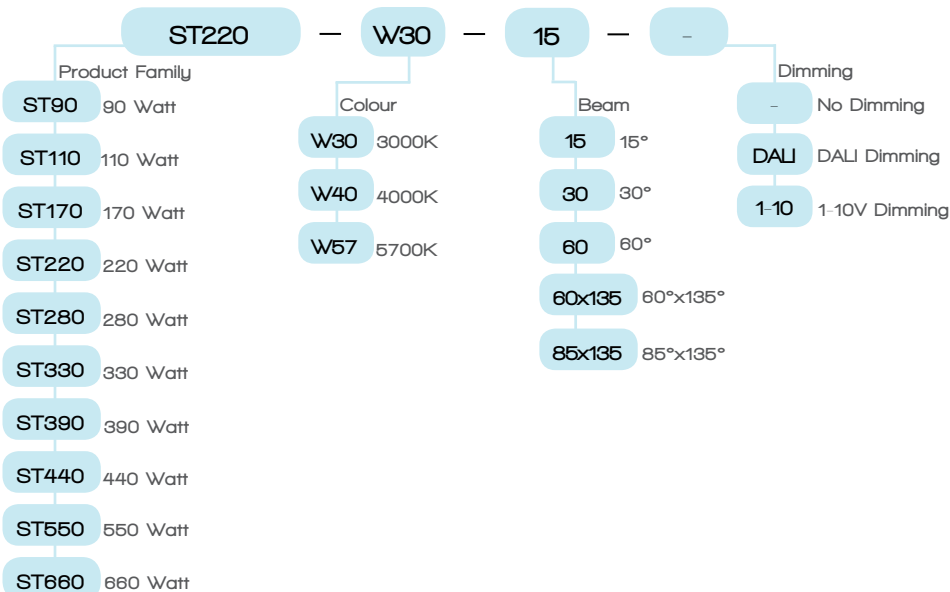 ST220 – W30 – 15 – -
Product Family
ST90 90 Watt
ST110 110 Watt
ST170 170 Watt
ST220 220 Watt
ST280 280 Watt
ST330 330 Watt
ST390 390 Watt
ST440 440 Watt
ST550 550 Watt
ST660 660 Watt
Colour
W30 3000K
W40 4000K
W57 5700K
Beam
15 15°
30 30°
60 60°
60x135 60°x135°
85x135 85°x135°
Dimming
- No Dimming
DALI DALI Dimming
1-10 1-10V Dimming